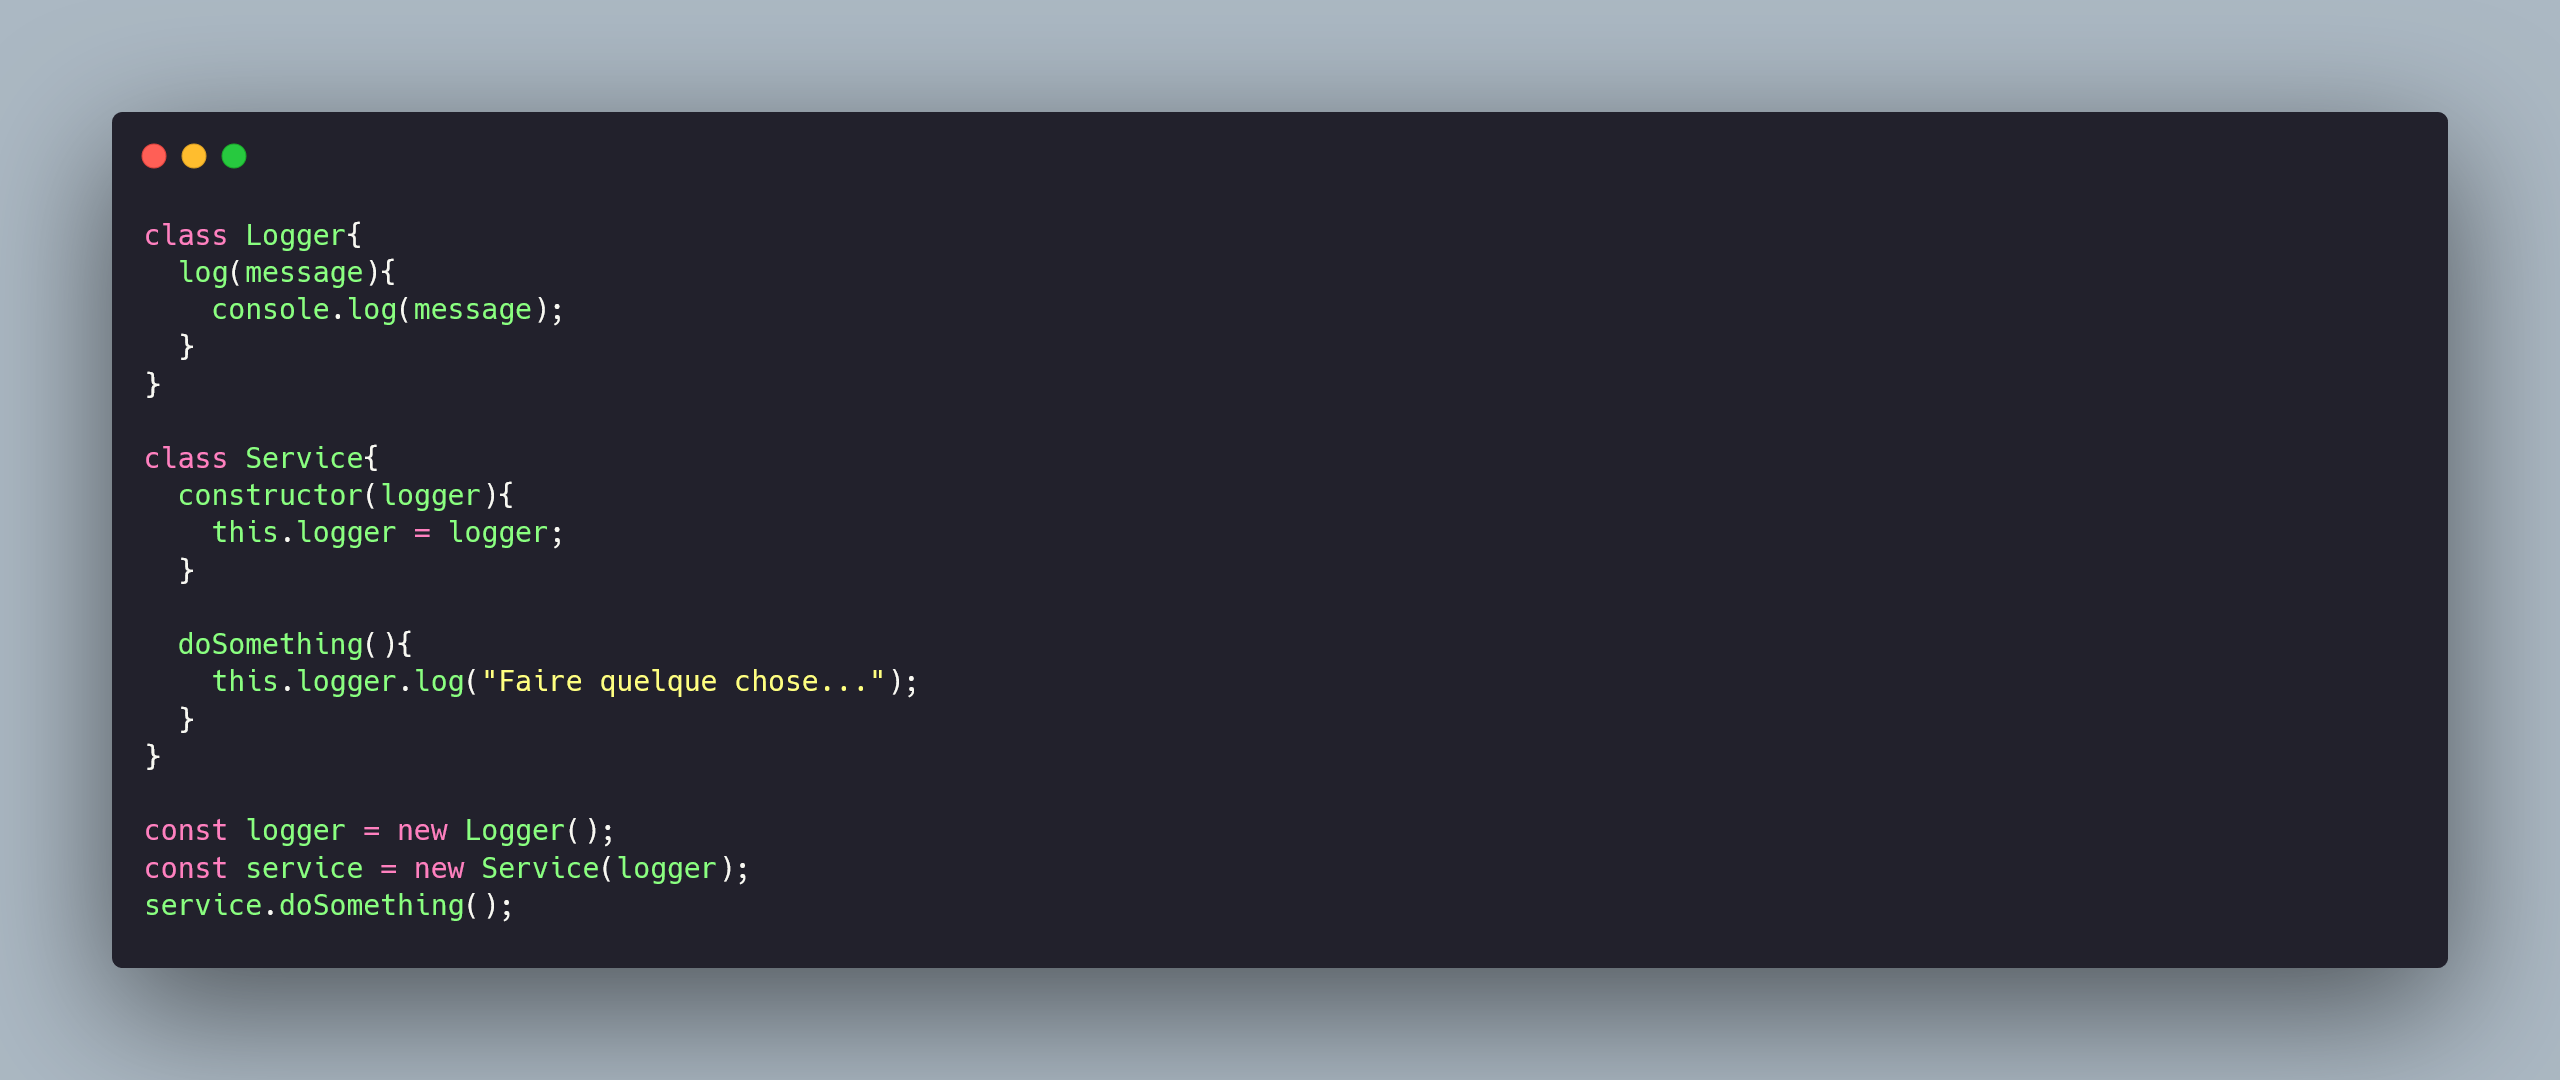 class Logger{
  log(message){
    console.log(message);
  }
}

class Service{
  constructor(logger){
    this.logger = logger;
  }

  doSomething(){
    this.logger.log("Faire quelque chose...");
  }
}

const logger = new Logger();
const service = new Service(logger);
service.doSomething();